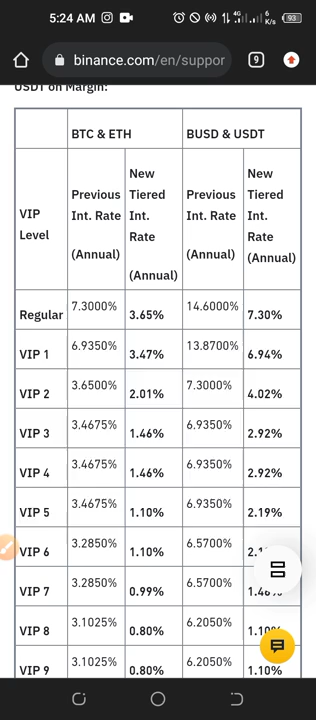 5:24 AM
4G
6
K/s
93
binance.com/en/suppor
9
USDT on Margin:
BTC & ETH
BUSD & USDT
VIP Level
Previous Int. Rate (Annual)
New Tiered Int. Rate (Annual)
Previous Int. Rate (Annual)
New Tiered Int. Rate (Annual)
Regular 7.3000% 3.65% 14.6000% 7.30%
VIP 1 6.9350% 3.47% 13.8700% 6.94%
VIP 2 3.6500% 2.01% 7.3000% 4.02%
VIP 3 3.4675% 1.46% 6.9350% 2.92%
VIP 4 3.4675% 1.46% 6.9350% 2.92%
VIP 5 3.4675% 1.10% 6.9350% 2.19%
VIP 6 3.2850% 1.10% 6.5700%
VIP 7 3.2850% 0.99% 6.5700%
VIP 8 3.1025% 0.80% 6.2050% 1.10%
VIP 9 3.1025% 0.80% 6.2050% 1.10%